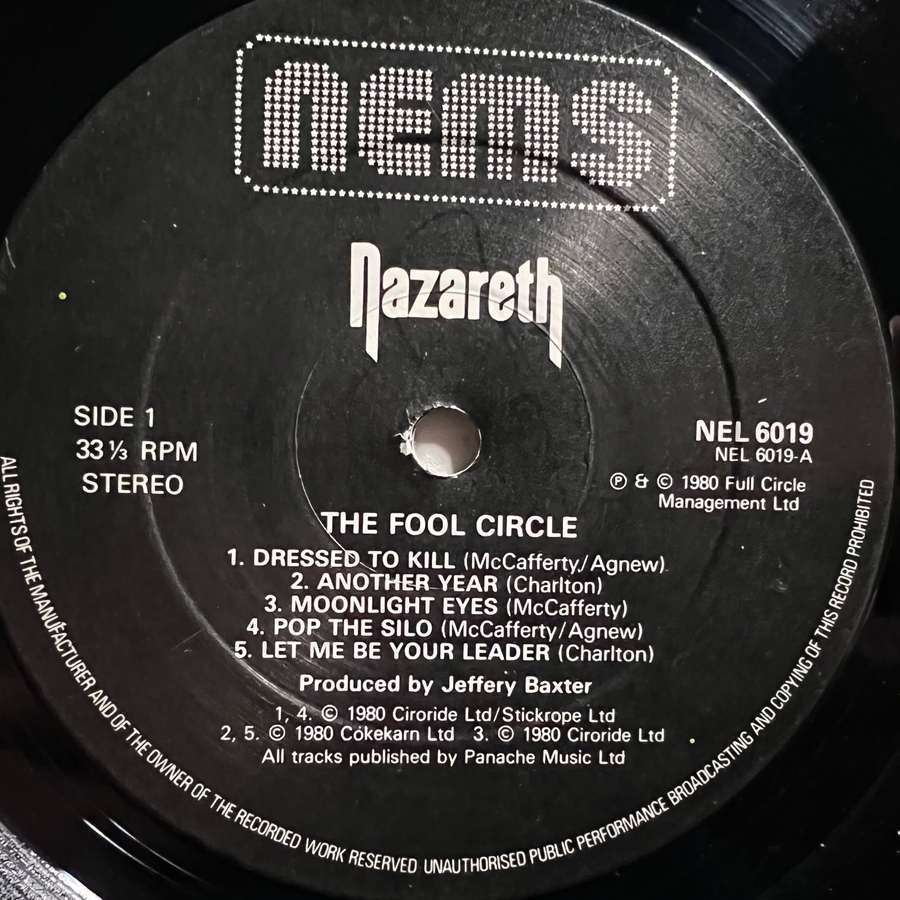 nems
Nazareth
SIDE 1
33 ⅓ RPM
STEREO
NEL 6019
NEL 6019-A
℗ & © 1980 Full Circle
Management Ltd
THE FOOL CIRCLE
1. DRESSED TO KILL (McCafferty/Agnew)
2. ANOTHER YEAR (Charlton)
3. MOONLIGHT EYES (McCafferty)
4. POP THE SILO (McCafferty/Agnew)
5. LET ME BE YOUR LEADER (Charlton)
Produced by Jeffery Baxter
1, 4. © 1980 Ciroride Ltd/Stickrope Ltd
2, 5. © 1980 Cokekarn Ltd 3. © 1980 Ciroride Ltd
All tracks published by Panache Music Ltd
ALL RIGHTS OF THE MANUFACTURER AND OF THE OWNER OF THE RECORDED WORK RESERVED UNAUTHORISED PUBLIC PERFORMANCE BROADCASTING AND COPYING OF THIS RECORD PROHIBITED